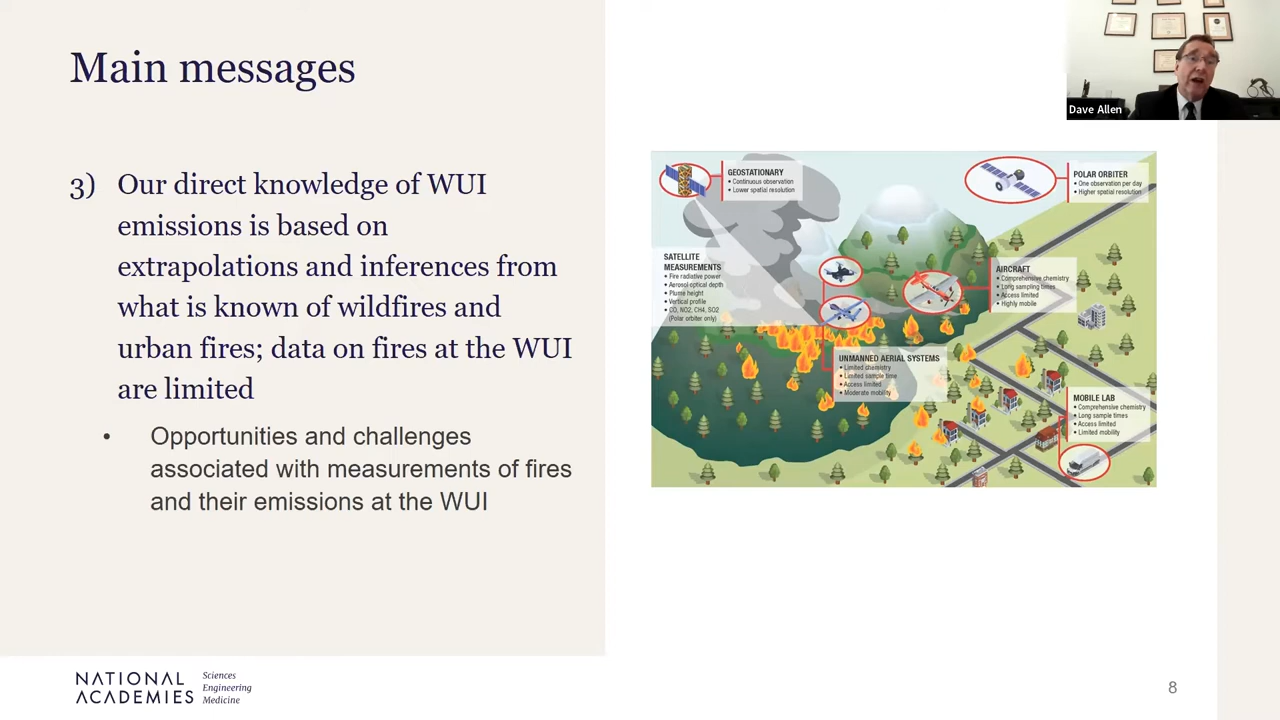 Main messages
Dave Allen
3) Our direct knowledge of WUI
emissions is based on
extrapolations and inferences from
what is known of wildfires and
urban fires; data on fires at the WUI
are limited
• Opportunities and challenges
associated with measurements of fires
and their emissions at the WUI
GEOSTATIONARY
• Continuous observation
• Lower spatial resolution
POLAR ORBITER
• One observation per day
• Higher spatial resolution
SATELLITE
MEASUREMENTS
• Fire radiative power
• Aerosol optical depth
• Plume height
• Vertical profile
• CO, NO2, CH4, SO2
(Polar orbiter only)
AIRCRAFT
• Comprehensive chemistry
• Long sampling times
• Access limited
• Highly mobile
UNMANNED AERIAL SYSTEMS
• Limited chemistry
• Limited sample time
• Access limited
• Moderate mobility
MOBILE LAB
• Comprehensive chemistry
• Long sample times
• Access limited
• Limited mobility
NATIONAL
ACADEMIES
Sciences
Engineering
Medicine
8